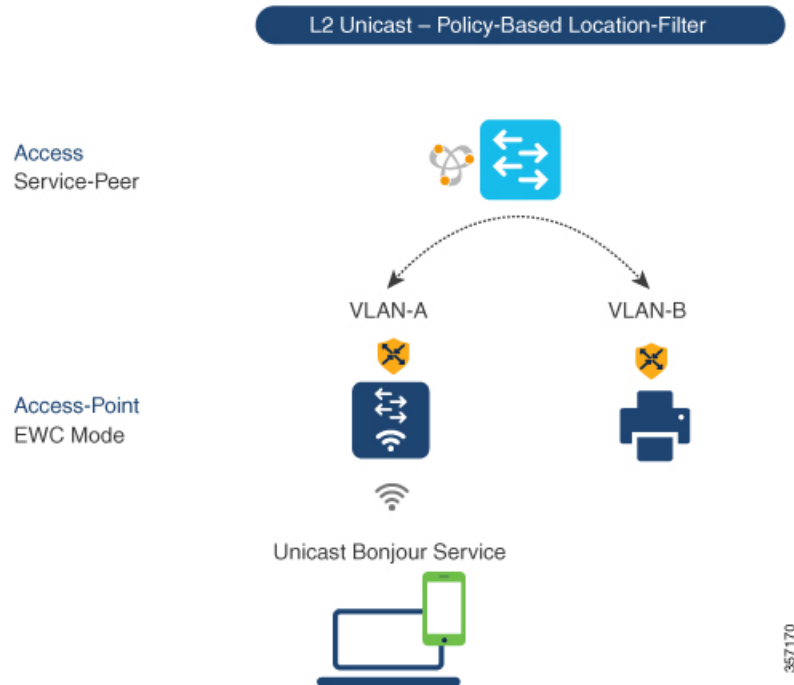 L2 Unicast – Policy-Based Location-Filter
Access
Service-Peer
VLAN-A
VLAN-B
Access-Point
EWC Mode
Unicast Bonjour Service
357170